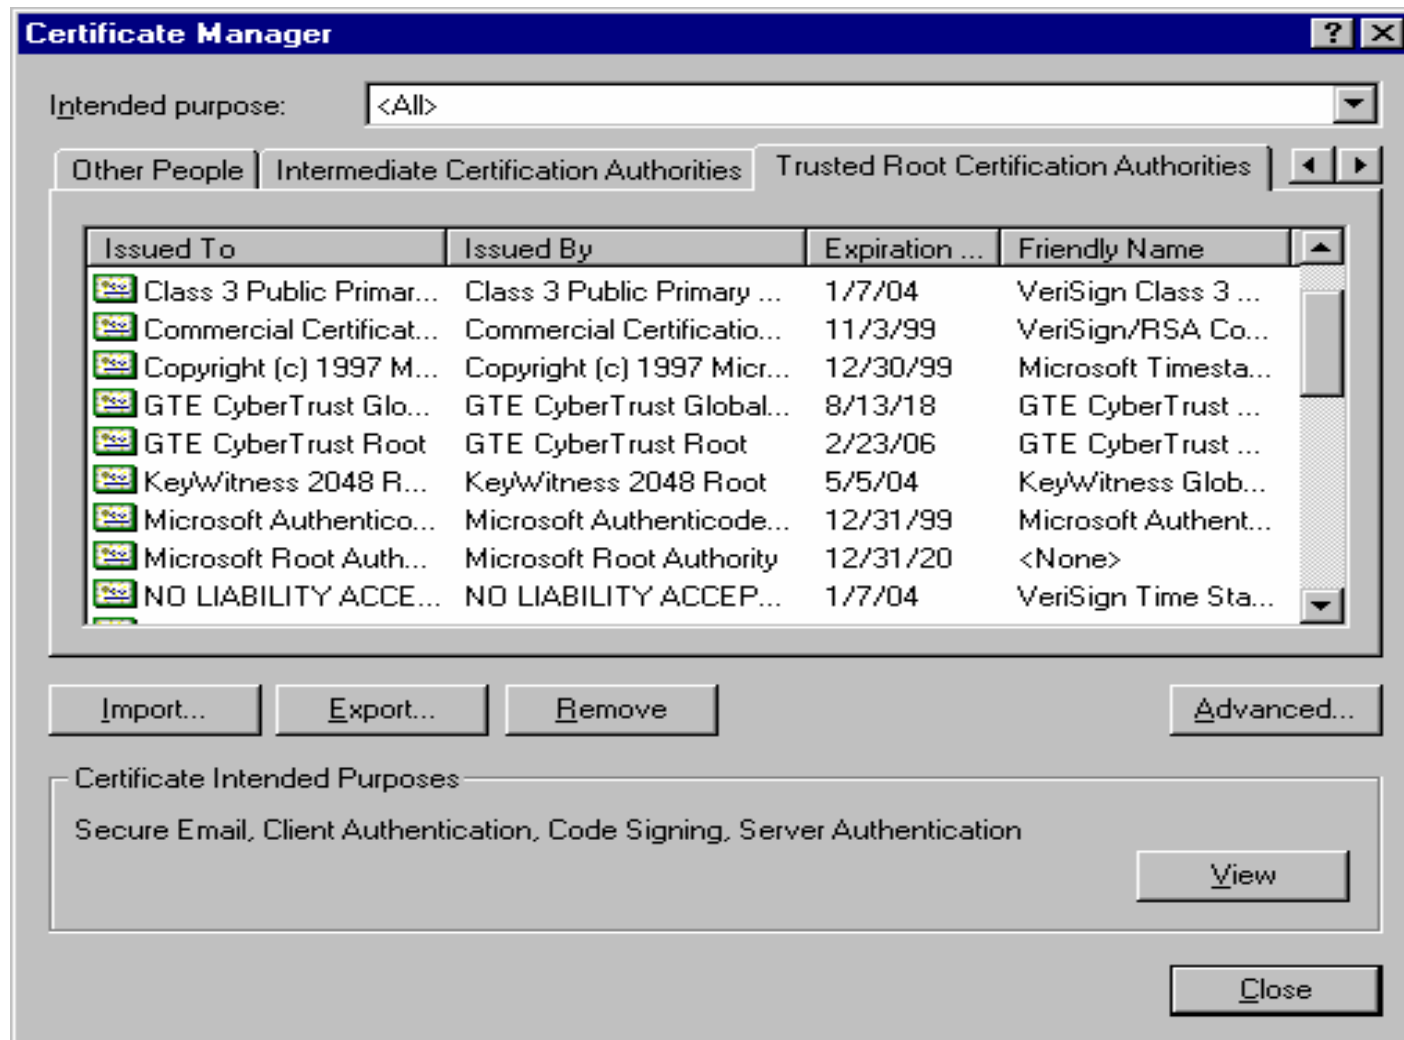 Certificate Manager
Intended purpose: <All>
Other People Intermediate Certification Authorities Trusted Root Certification Authorities
Issued To Issued By Expiration ... Friendly Name
Class 3 Public Primar... Class 3 Public Primary ... 1/7/04 VeriSign Class 3 ...
Commercial Certificat... Commercial Certificatio... 11/3/99 VeriSign/RSA Co...
Copyright (c) 1997 M... Copyright (c) 1997 Micr... 12/30/99 Microsoft Timesta...
GTE CyberTrust Glo... GTE CyberTrust Global... 8/13/18 GTE CyberTrust ...
GTE CyberTrust Root GTE CyberTrust Root 2/23/06 GTE CyberTrust ...
KeyWitness 2048 R... KeyWitness 2048 Root 5/5/04 KeyWitness Glob...
Microsoft Authentico... Microsoft Authenticode... 12/31/99 Microsoft Authent...
Microsoft Root Auth... Microsoft Root Authority 12/31/20 <None>
NO LIABILITY ACCE... NO LIABILITY ACCEP... 1/7/04 VeriSign Time Sta...
Import... Export... Remove Advanced...
Certificate Intended Purposes
Secure Email, Client Authentication, Code Signing, Server Authentication
View
Close